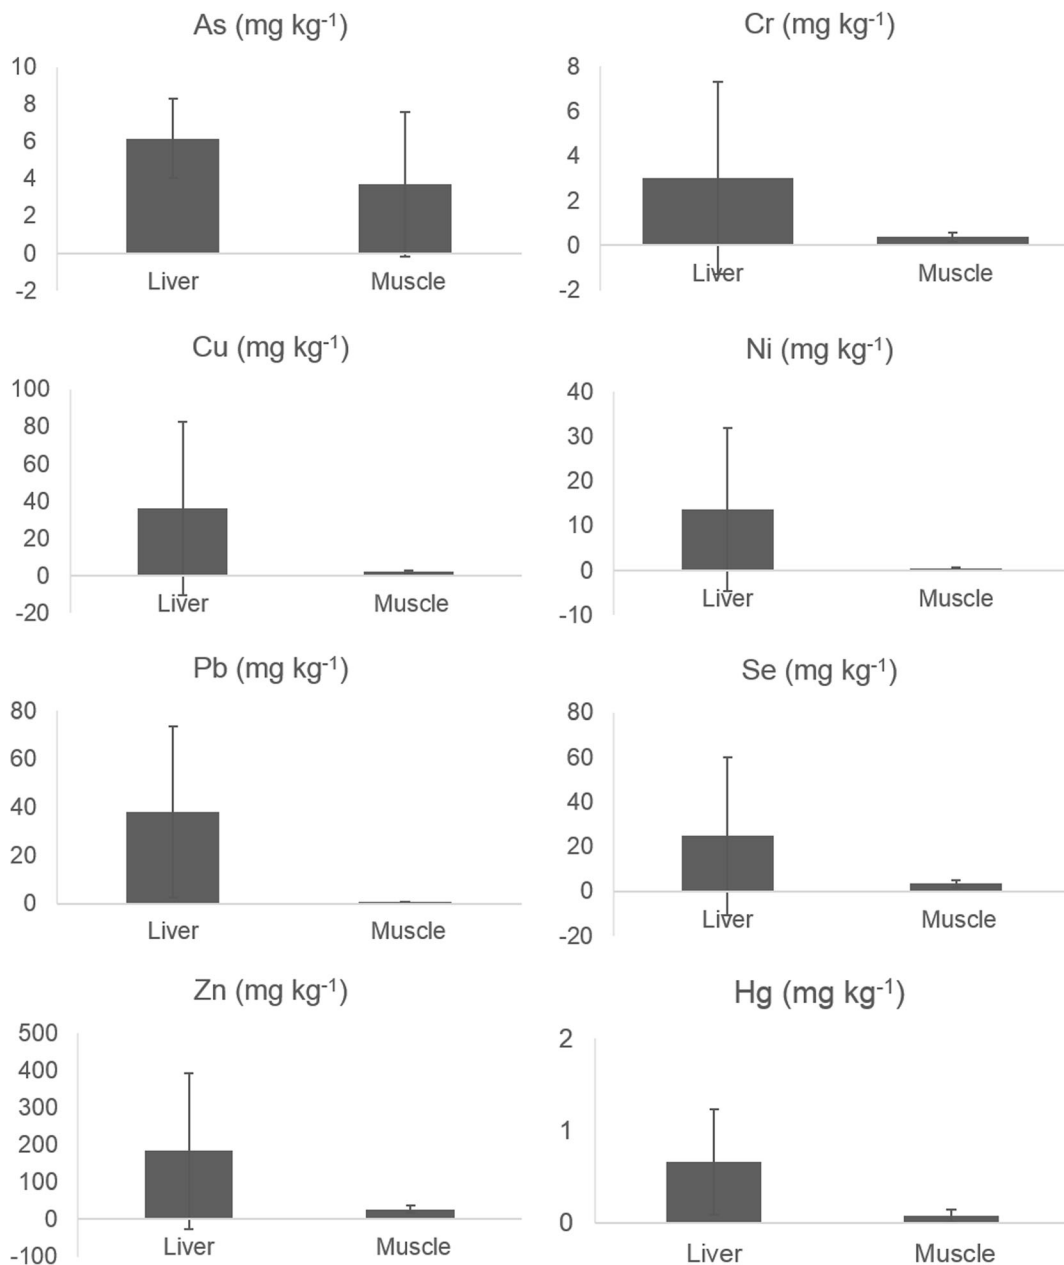 As (mg kg⁻¹)
10
8
6
4
2
0
-2
Liver Muscle
Cr (mg kg⁻¹)
8
6
4
2
0
-2
Liver Muscle
Cu (mg kg⁻¹)
100
80
60
40
20
0
-20
Liver Muscle
Ni (mg kg⁻¹)
40
30
20
10
0
-10
Liver Muscle
Pb (mg kg⁻¹)
80
60
40
20
0
Liver Muscle
Se (mg kg⁻¹)
80
60
40
20
0
-20
Liver Muscle
Zn (mg kg⁻¹)
500
400
300
200
100
0
-100
Liver Muscle
Hg (mg kg⁻¹)
2
1
0
Liver Muscle